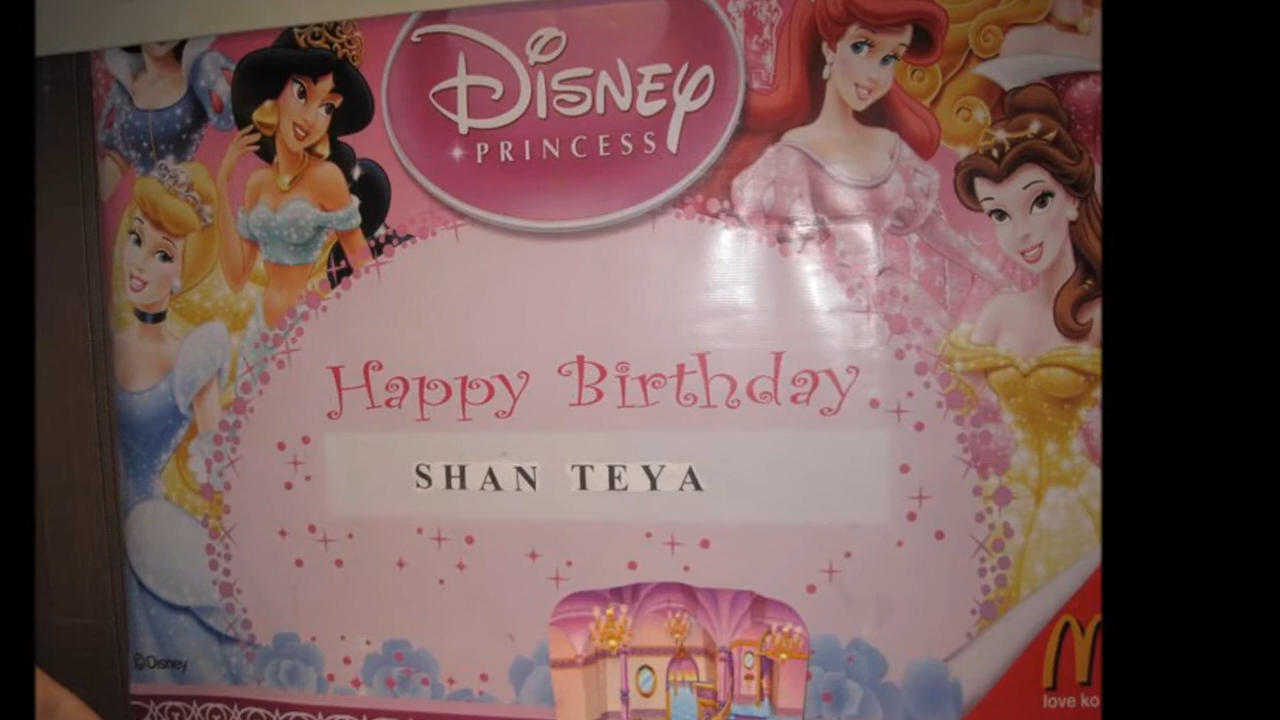 DISNEY
PRINCESS
Happy Birthday
SHAN TEYA
©Disney
love ko